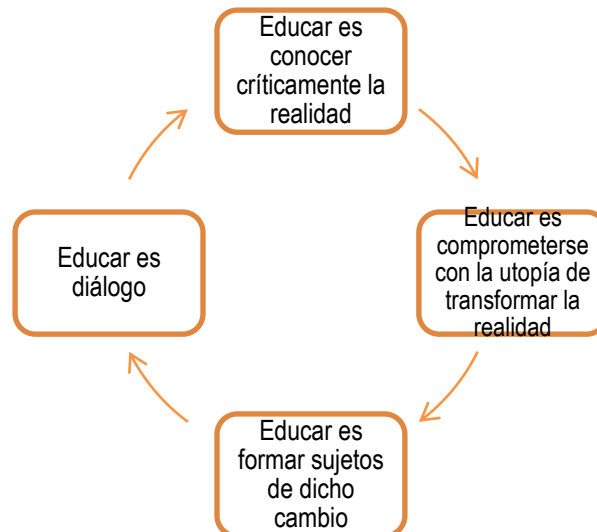 Educar es
conocer
críticamente la
realidad
Educar es
comprometerse
con la utopía de
transformar la
realidad
Educar es
formar sujetos
de dicho
cambio
Educar es
diálogo